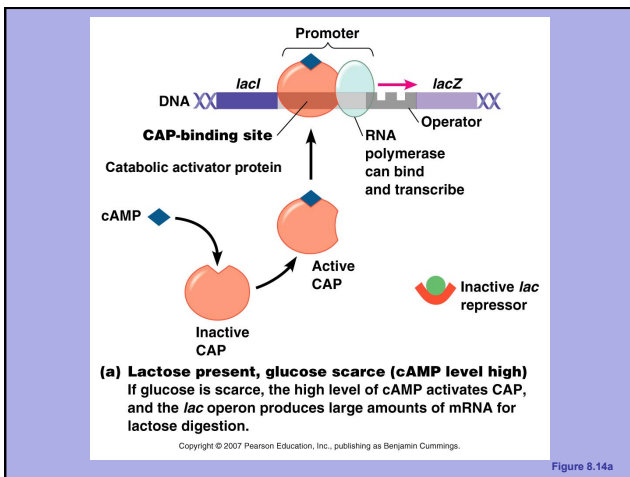 Promoter
lacI
lacZ
DNA
Operator
CAP-binding site
RNA
polymerase
can bind
and transcribe
Catabolic activator protein
cAMP
Active
CAP
Inactive
CAP
Inactive lac
repressor
(a) Lactose present, glucose scarce (cAMP level high)
If glucose is scarce, the high level of cAMP activates CAP,
and the lac operon produces large amounts of mRNA for
lactose digestion.
Copyright © 2007 Pearson Education, Inc., publishing as Benjamin Cummings.
Figure 8.14a